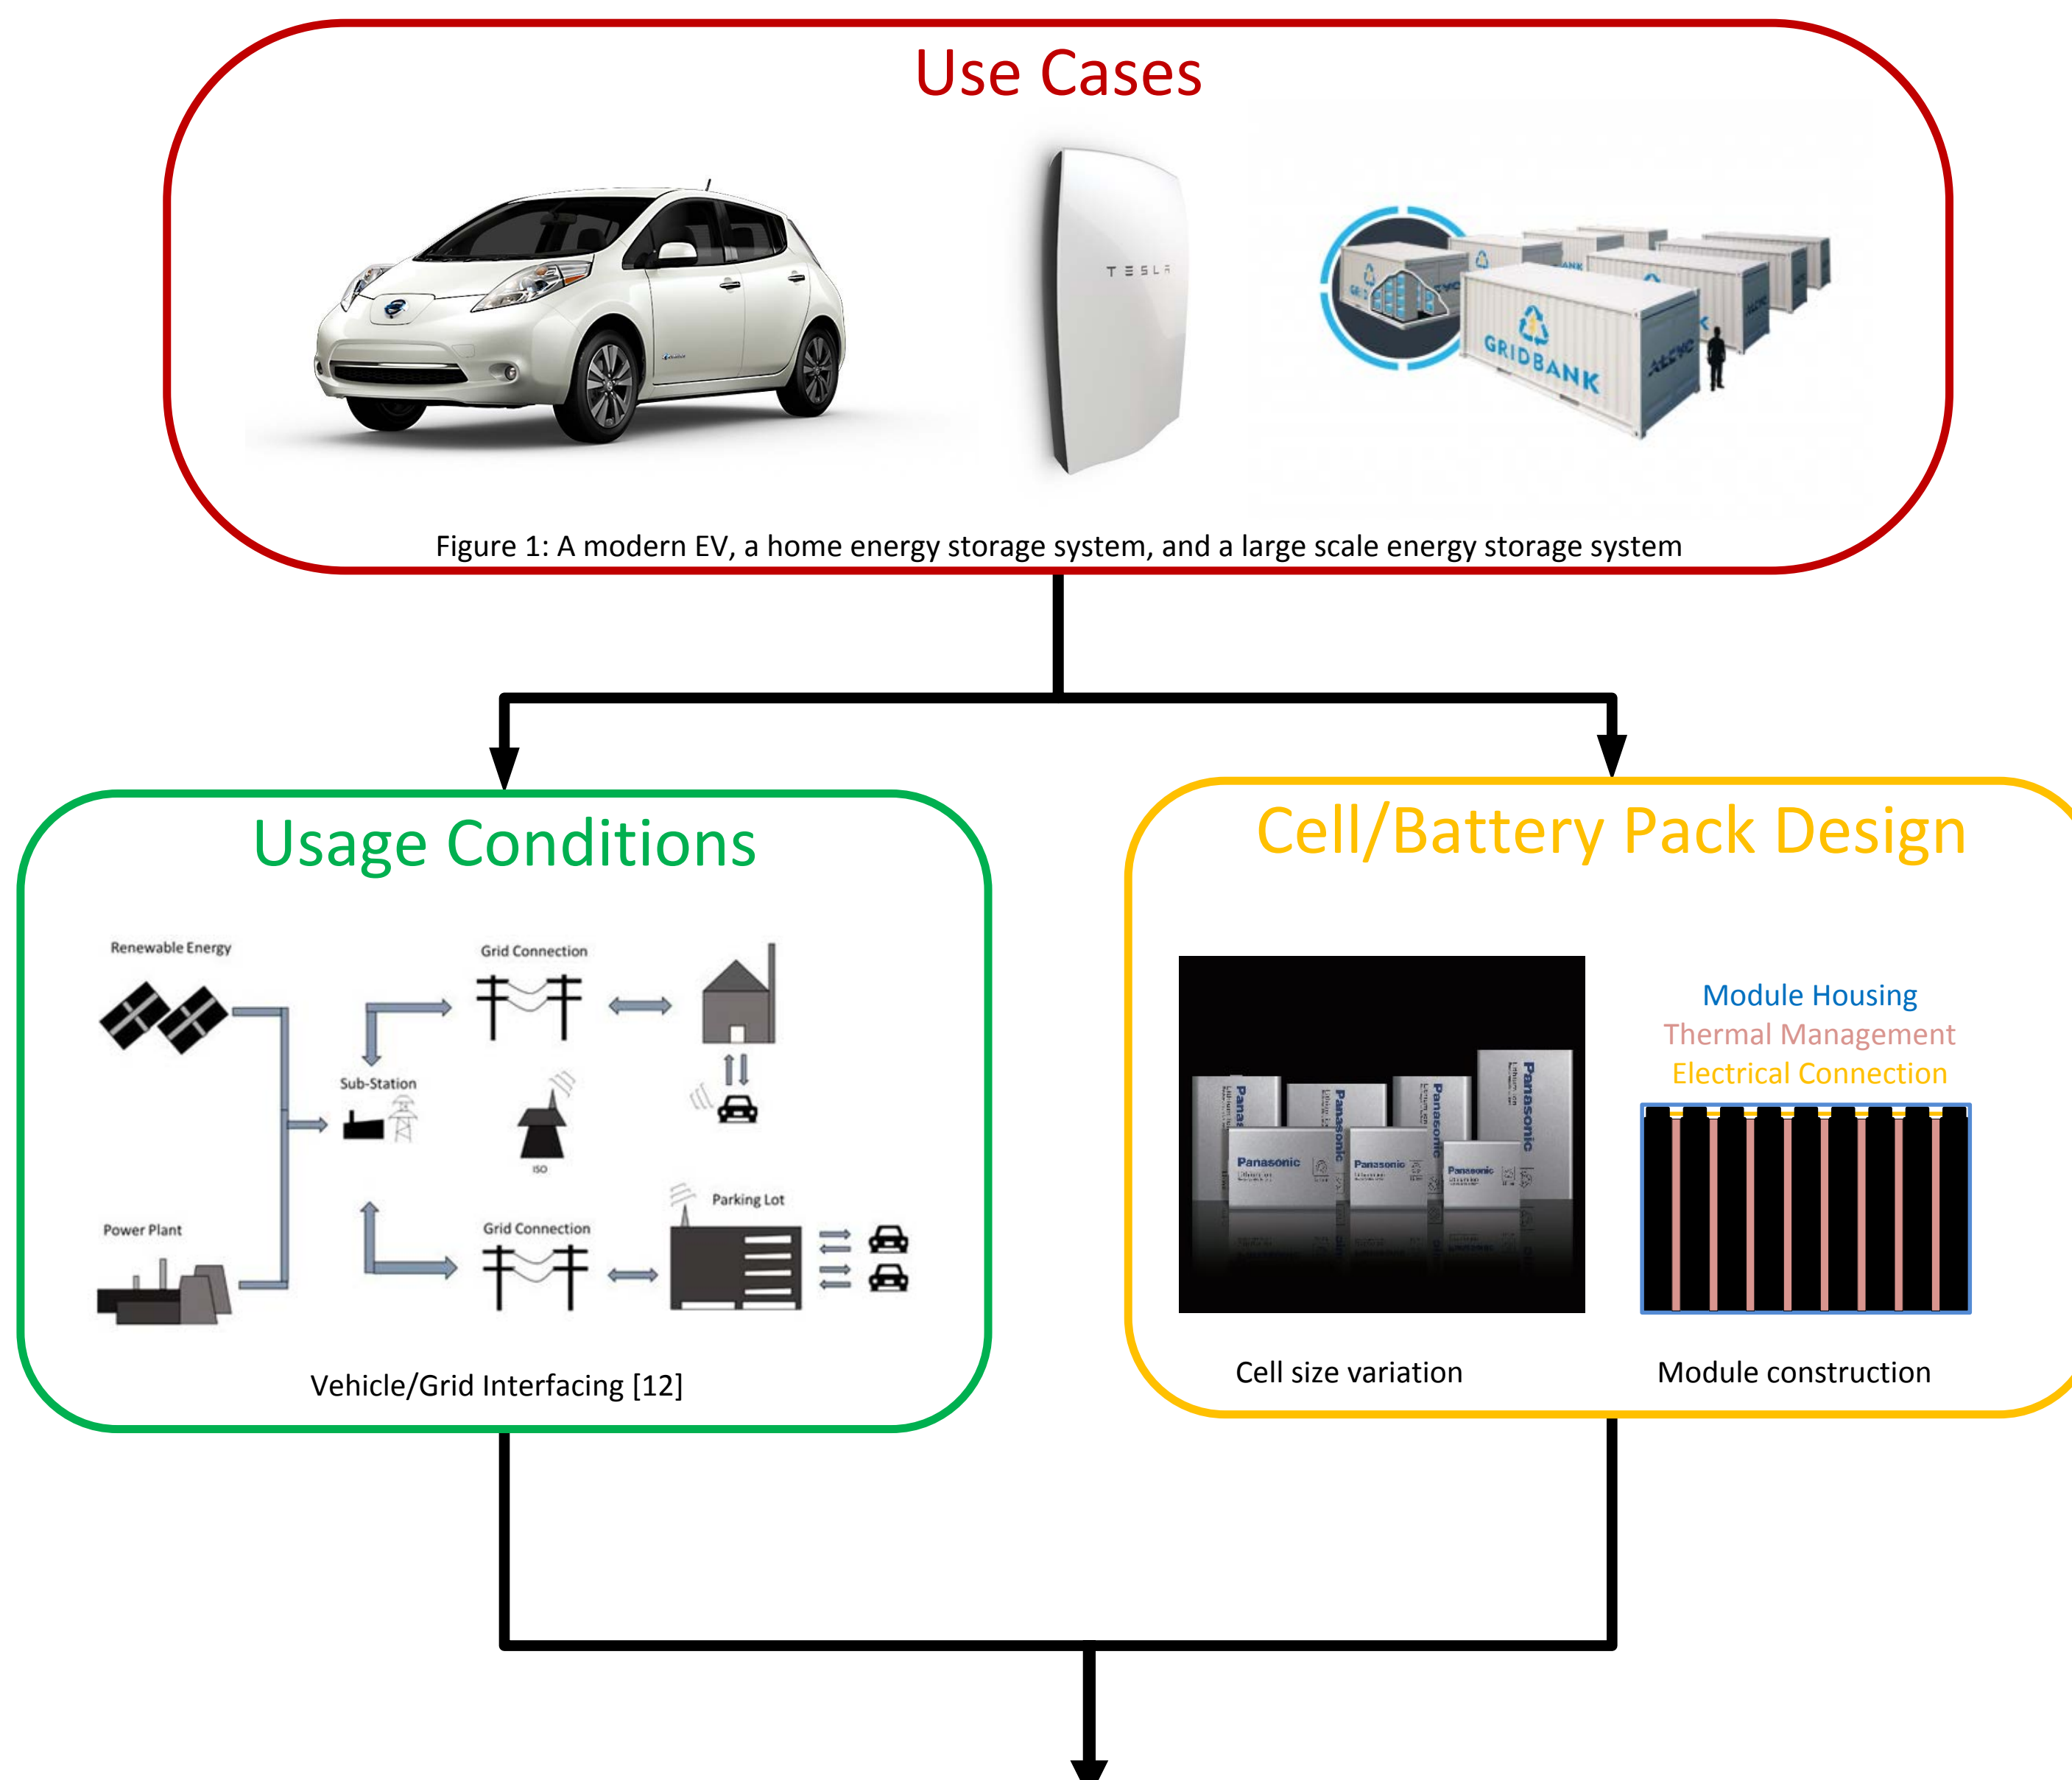 Use Cases
TESLA
GRIDBANK
ALEVO
Figure 1: A modern EV, a home energy storage system, and a large scale energy storage system
Usage Conditions
Renewable Energy
Grid Connection
Sub-Station
ISO
Parking Lot
Power Plant
Grid Connection
Vehicle/Grid Interfacing [12]
Cell/Battery Pack Design
Panasonic
Panasonic
Panasonic
Panasonic
Panasonic
Panasonic
Module Housing
Thermal Management
Electrical Connection
Cell size variation
Module construction